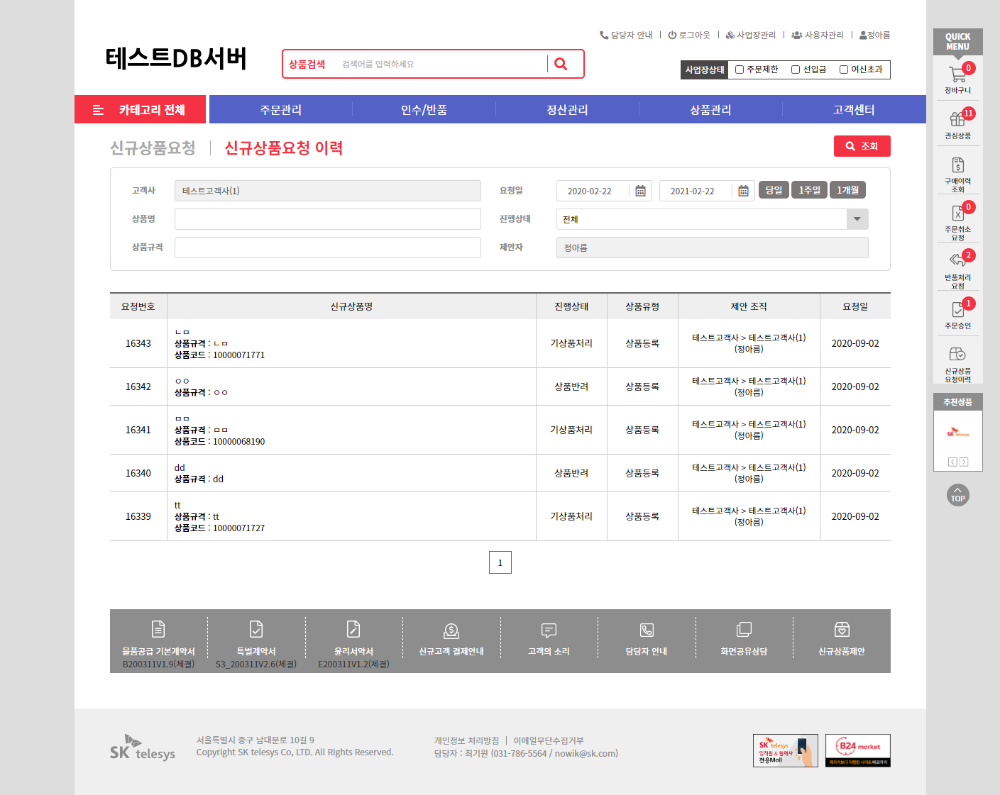 담당자 안내 로그아웃 사업장관리 사용자관리 정아름
테스트DB서버
상품검색 검색어를 입력하세요
사업장상태 주문제한 선입금 여신초과
카테고리 전체 주문관리 인수/반품 정산관리 상품관리 고객센터
신규상품요청 신규상품요청 이력 조회
고객사 테스트고객사(1) 요청일 2020-02-22 2021-02-22 당일 1주일 1개월
상품명 진행상태 전체
상품규격 제안자 정아름
요청번호 신규상품명 진행상태 상품유형 제안 조직 요청일
16343
ㄴㅁ
상품규격 : ㄴㅁ
상품코드 : 10000071771
기상품처리 상품등록
테스트고객사 > 테스트고객사(1)
(정아름)
2020-09-02
16342
ㅇㅇ
상품규격 : ㅇㅇ
상품반려 상품등록
테스트고객사 > 테스트고객사(1)
(정아름)
2020-09-02
16341
ㅁㅁ
상품규격 : ㅁㅁ
상품코드 : 10000068190
기상품처리 상품등록
테스트고객사 > 테스트고객사(1)
(정아름)
2020-09-02
16340
dd
상품규격 : dd
상품반려 상품등록
테스트고객사 > 테스트고객사(1)
(정아름)
2020-09-02
16339
tt
상품규격 : tt
상품코드 : 10000071727
기상품처리 상품등록
테스트고객사 > 테스트고객사(1)
(정아름)
2020-09-02
1
물품공급 기본계약서 특별계약서 윤리서약서 신규고객 결제안내 고객의 소리 담당자 안내 화면공유상담 신규상품제안
B200311V1.9(체결) S3_200311V2.6(체결) E200311V1.2(체결)
SK telesys
서울특별시 중구 남대문로 10길 9
Copyright SK telesys Co, LTD. All Rights Reserved.
개인정보 처리방침 이메일무단수집거부
담당자 : 최기원 (031-786-5564 / nowik@sk.com)
SK telesys
임직원 & 협력사
전용Mall
B24 market
최저가보다 저렴한 사이트 바로가기
QUICK
MENU
0
장바구니
11
관심상품
구매이력
조회
0
주문취소
요청
2
반품처리
요청
1
주문승인
신규상품
요청이력
추천상품
SK telesys
TOP